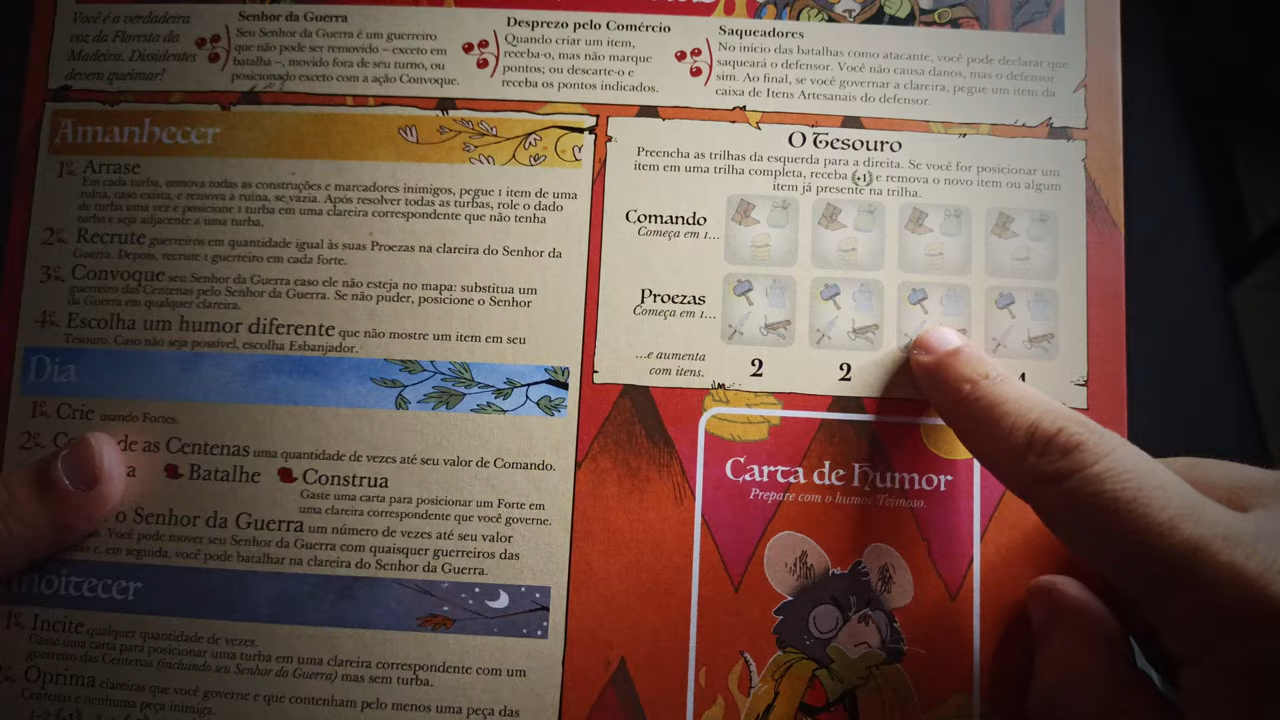 Você é a verdadeira
voz da Floresta da
Madeira. Dissidentes
devem queimar!
Senhor da Guerra
Seu Senhor da Guerra é um guerreiro
que não pode ser removido – exceto em
batalha –, movido fora de seu turno, ou
posicionado exceto com a ação Convoque.
Desprezo pelo Comércio
Quando criar um item,
receba-o, mas não marque
pontos; ou descarte-o e
receba os pontos indicados.
Saqueadores
No início das batalhas como atacante, você pode declarar que
saqueará o defensor. Você não causa danos, mas o defensor
sim. Ao final, se você governar a clareira, pegue um item da
caixa de Itens Artesanais do defensor.
Amanhecer
1º Arrase
Em cada turba, remova todas as construções e marcadores inimigos, pegue 1 item de uma
ruína, caso exista, e remova a ruína, se vazia. Após resolver todas as turbas, role o dado
de turba uma vez e posicione 1 turba em uma clareira correspondente que não tenha
turba e seja adjacente a uma turba.
2º Recrute guerreiros em quantidade igual às suas Proezas na clareira do Senhor da
Guerra. Depois, recrute 1 guerreiro em cada forte.
3º Convoque seu Senhor da Guerra caso ele não esteja no mapa: substitua um
guerreiro das Centenas pelo Senhor da Guerra. Se não puder, posicione o Senhor
da Guerra em qualquer clareira.
4º Escolha um humor diferente que não mostre um item em seu
Tesouro. Caso não seja possível, escolha Esbanjador.
Dia
1º Crie usando Fortes.
2º de as Centenas uma quantidade de vezes até seu valor de Comando.
a Batalhe Construa
Gaste uma carta para posicionar um Forte em
uma clareira correspondente que você governe.
o Senhor da Guerra um número de vezes até seu valor
Você pode mover seu Senhor da Guerra com quaisquer guerreiros das
e, em seguida, você pode batalhar na clareira do Senhor da Guerra.
noitecer
1º Incite qualquer quantidade de vezes.
Gaste uma carta para posicionar uma turba em uma clareira correspondente com um
guerreiro das Centenas (incluindo seu Senhor da Guerra) mas sem turba.
Oprima clareiras que você governe e que contenham pelo menos uma peça das
Centenas e nenhuma peça inimiga.
O Tesouro
Preencha as trilhas da esquerda para a direita. Se você for posicionar um
item em uma trilha completa, receba +1 e remova o novo item ou algum
item já presente na trilha.
Comando
Começa em 1...
Proezas
Começa em 1...
...e aumenta
com itens.
2 2
Carta de Humor
Prepare com o humor Teimoso.